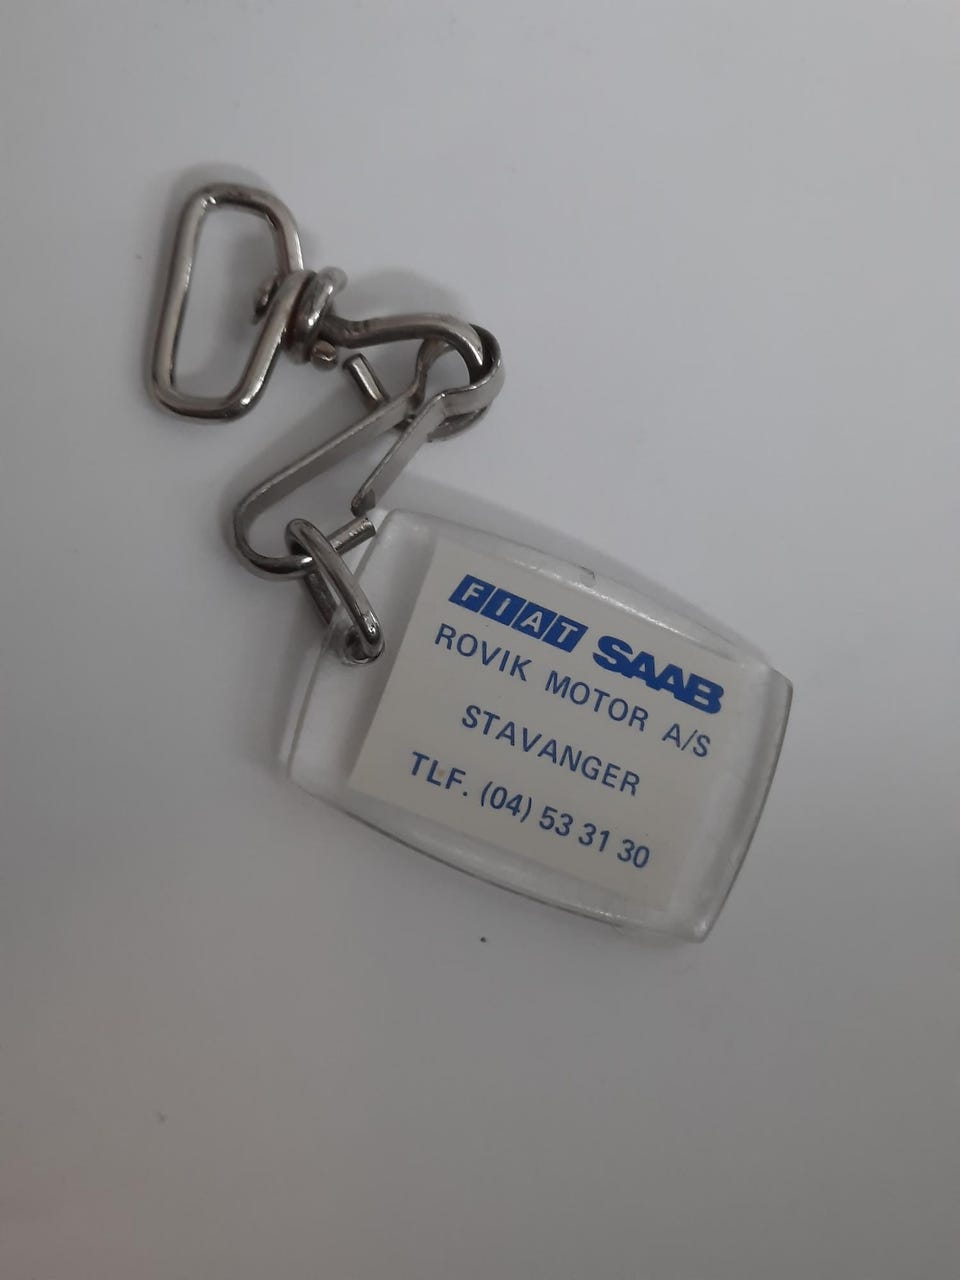 FIAT SAAB
ROVIK MOTOR A/S
STAVANGER
TLF. (04) 53 31 30